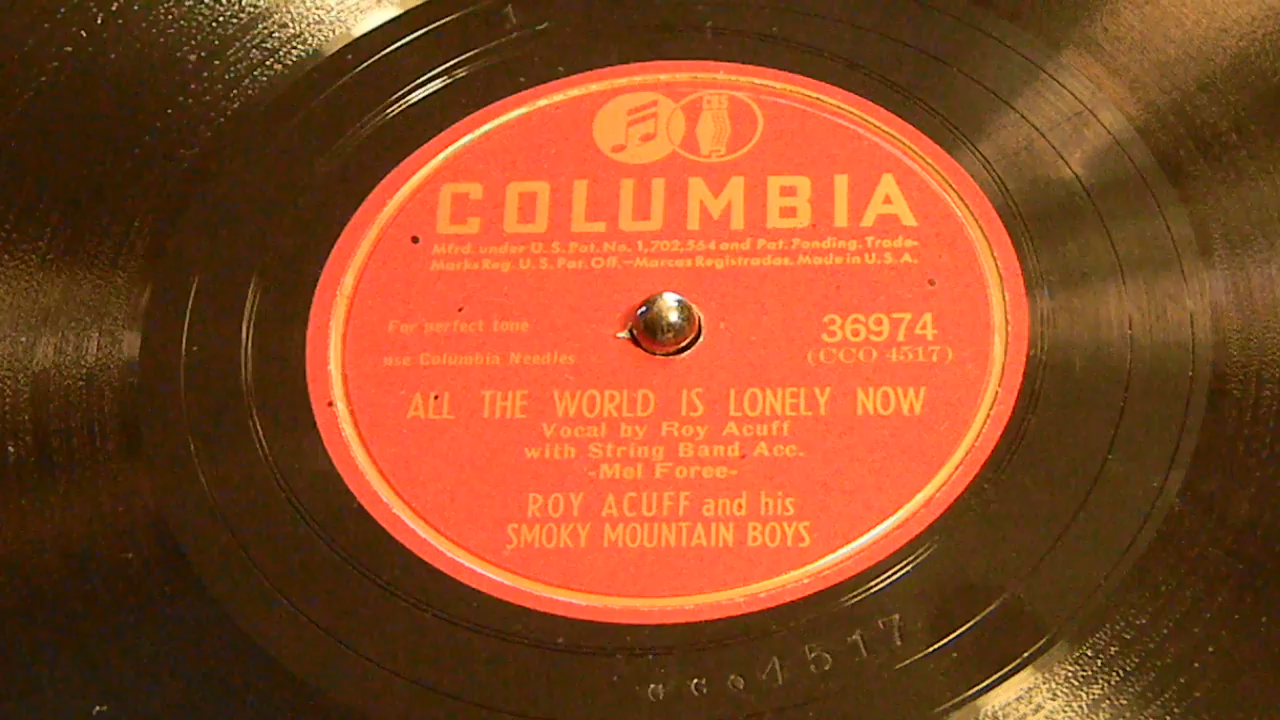 CBS
COLUMBIA
Mfrd. under U.S. Pat. No. 1,702,564 and Pat. Pending. Trade-
Marks Reg. U.S. Pat. Off.—Marcas Registradas. Made in U.S.A.
For perfect tone
use Columbia Needles
36974
(CCO 4517)
ALL THE WORLD IS LONELY NOW
Vocal by Roy Acuff
with String Band Acc.
-Mel Foree-
ROY ACUFF and his
SMOKY MOUNTAIN BOYS
CCO4517
1